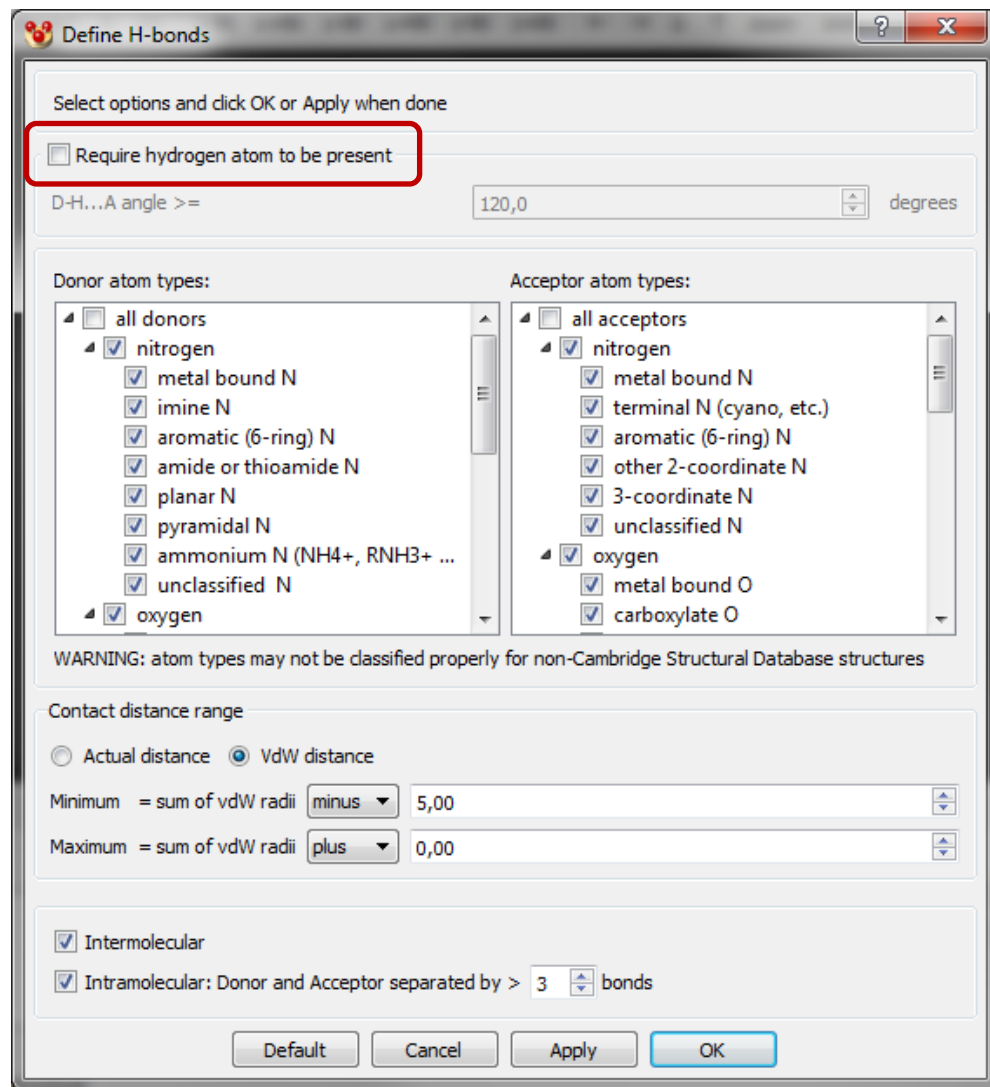 Define H-bonds
?
Select options and click OK or Apply when done
Require hydrogen atom to be present
D-H...A angle >= 120,0 degrees
Donor atom types:
all donors
nitrogen
metal bound N
imine N
aromatic (6-ring) N
amide or thioamide N
planar N
pyramidal N
ammonium N (NH4+, RNH3+ ...
unclassified N
oxygen
Acceptor atom types:
all acceptors
nitrogen
metal bound N
terminal N (cyano, etc.)
aromatic (6-ring) N
other 2-coordinate N
3-coordinate N
unclassified N
oxygen
metal bound O
carboxylate O
WARNING: atom types may not be classified properly for non-Cambridge Structural Database structures
Contact distance range
Actual distance VdW distance
Minimum = sum of vdW radii minus 5,00
Maximum = sum of vdW radii plus 0,00
Intermolecular
Intramolecular: Donor and Acceptor separated by > 3 bonds
Default Cancel Apply OK